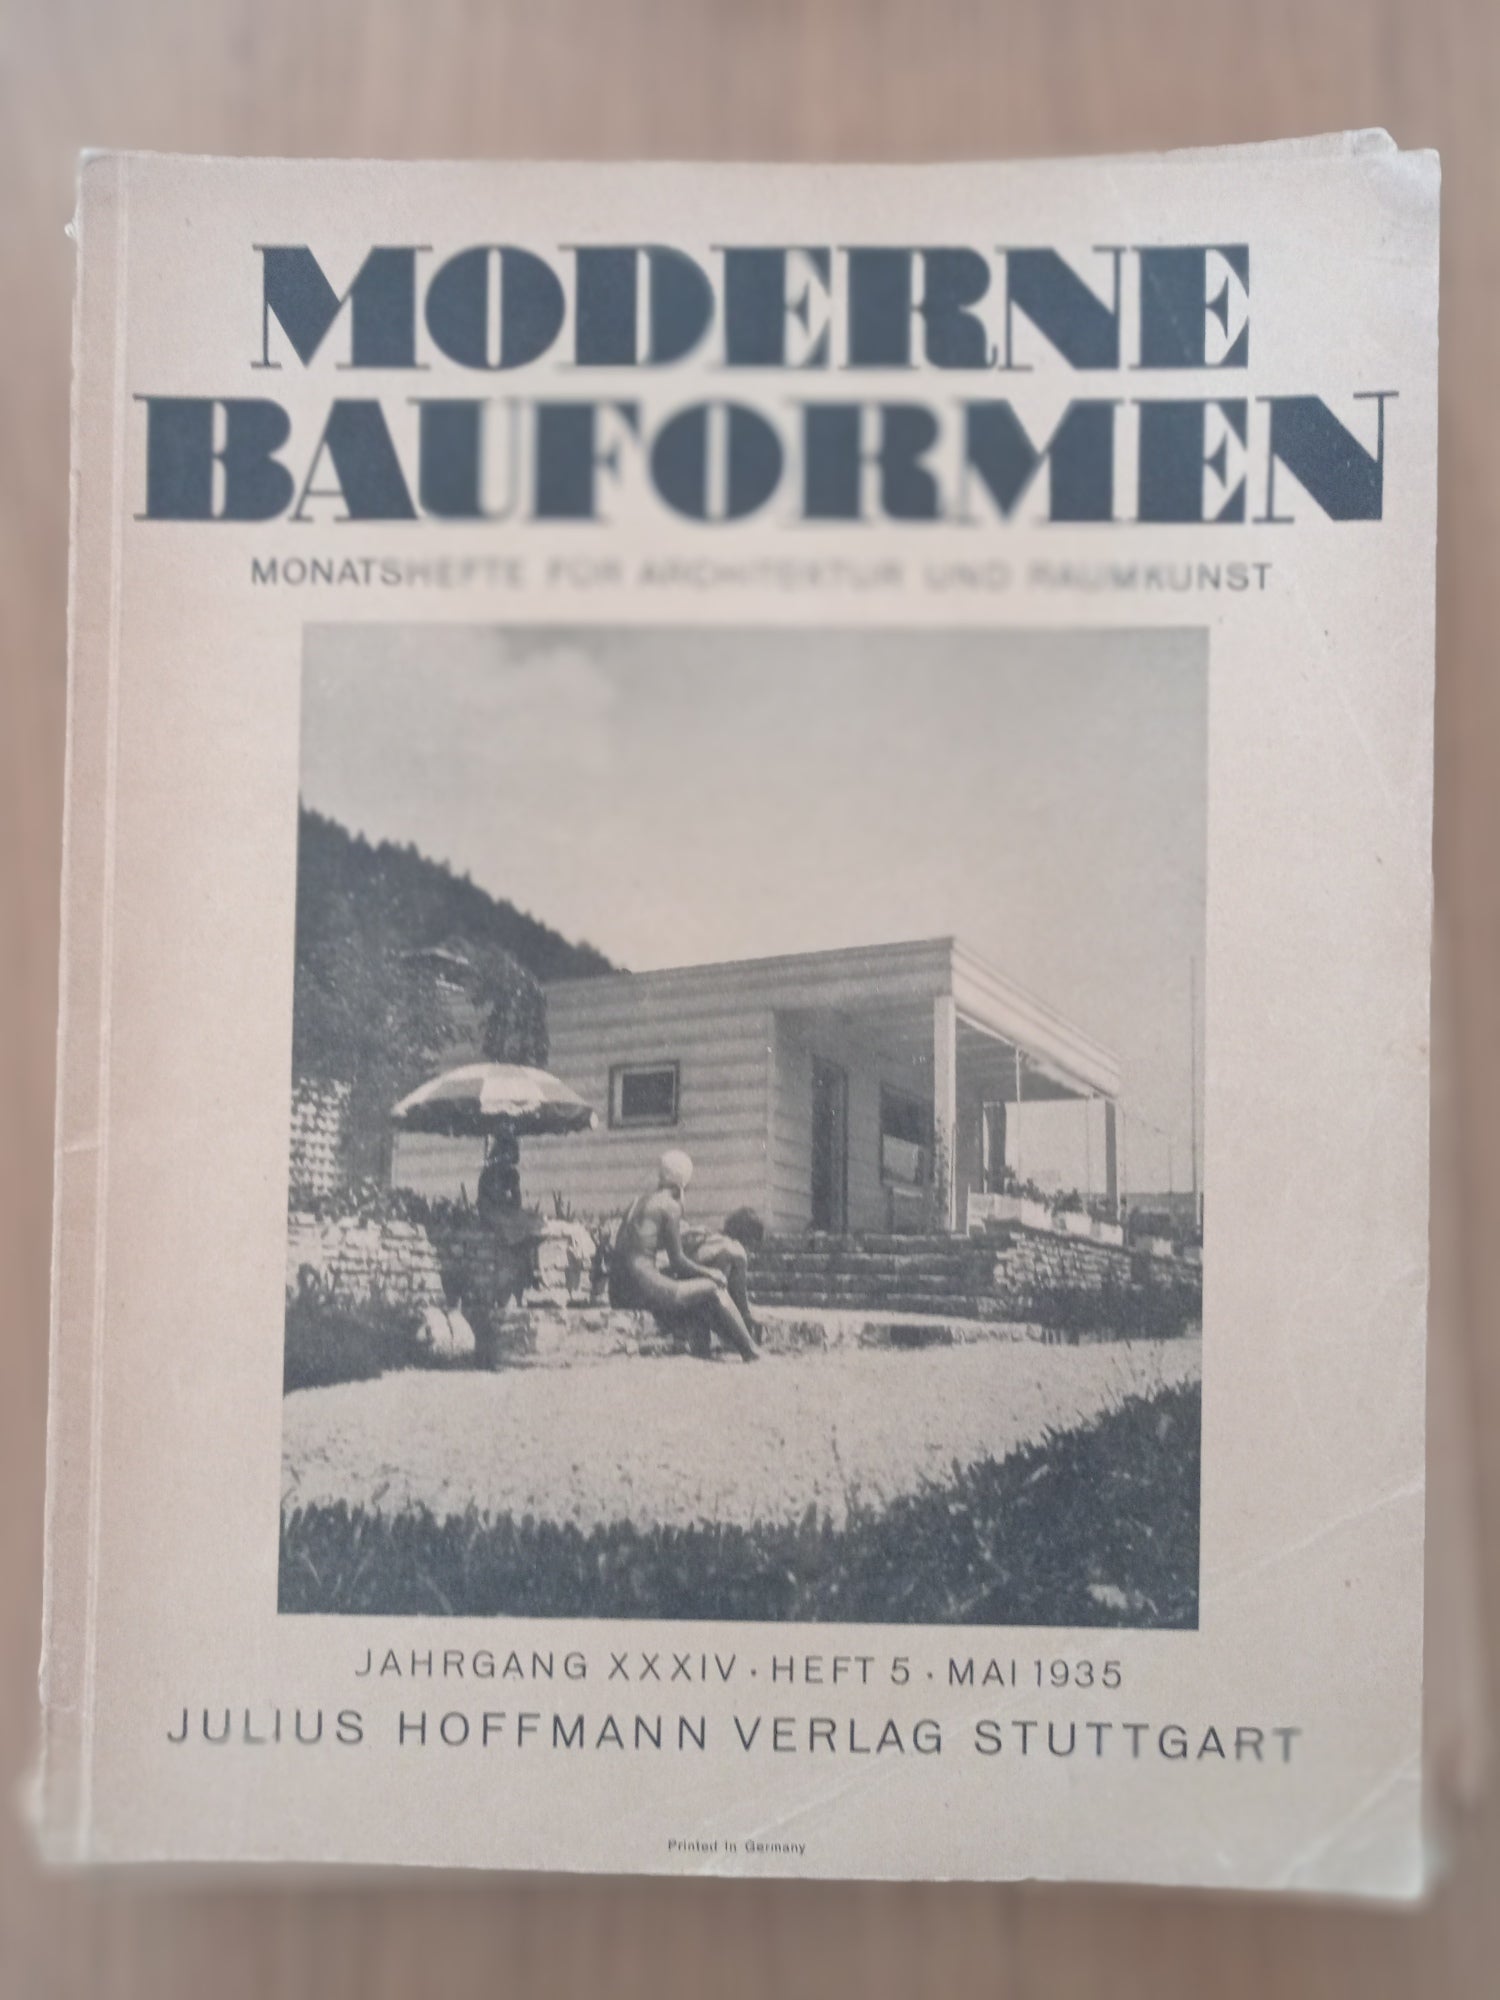 MODERNE
BAUFORMEN
MONATSHEFTE FÜR ARCHITEKTUR UND RAUMKUNST
JAHRGANG XXXIV · HEFT 5 · MAI 1935
JULIUS HOFFMANN VERLAG STUTTGART
Printed in Germany